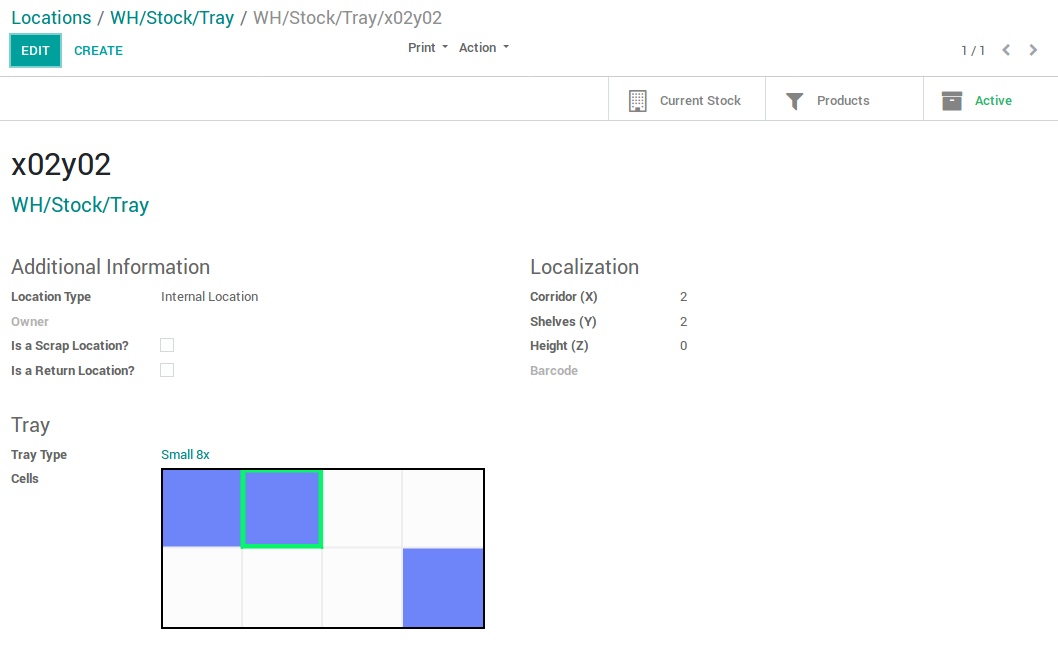 Locations / WH/Stock/Tray / WH/Stock/Tray/x02y02
EDIT CREATE Print Action 1 / 1
Current Stock Products Active
x02y02
WH/Stock/Tray
Additional Information
Location Type Internal Location
Owner
Is a Scrap Location?
Is a Return Location?
Localization
Corridor (X) 2
Shelves (Y) 2
Height (Z) 0
Barcode
Tray
Tray Type Small 8x
Cells